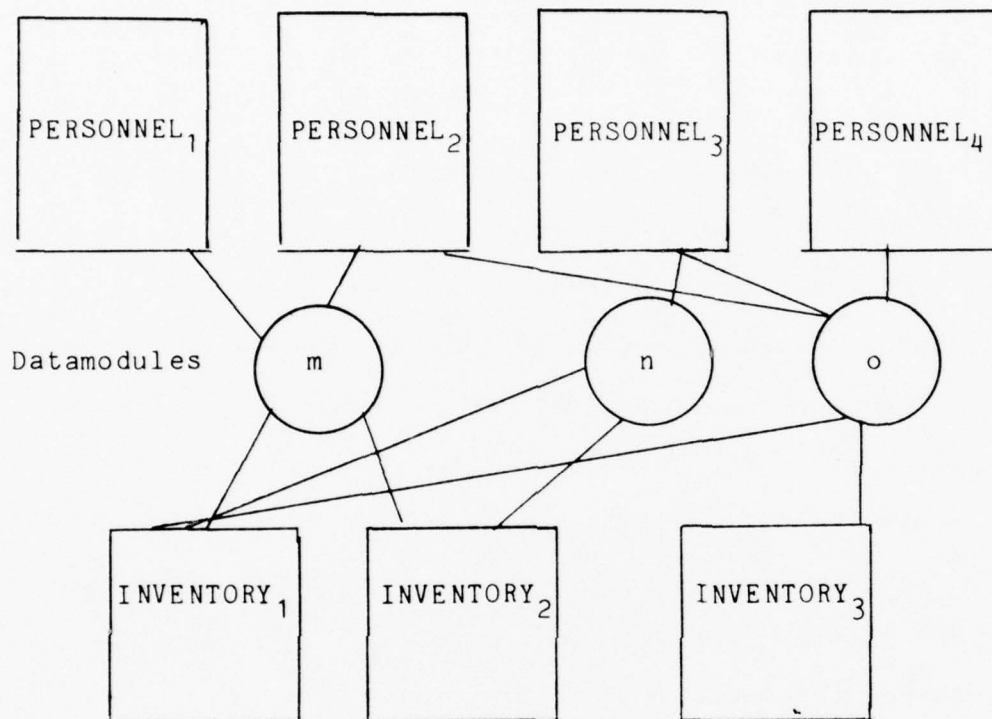 PERSONNEL₁ PERSONNEL₂ PERSONNEL₃ PERSONNEL₄
Datamodules m n o
INVENTORY₁ INVENTORY₂ INVENTORY₃